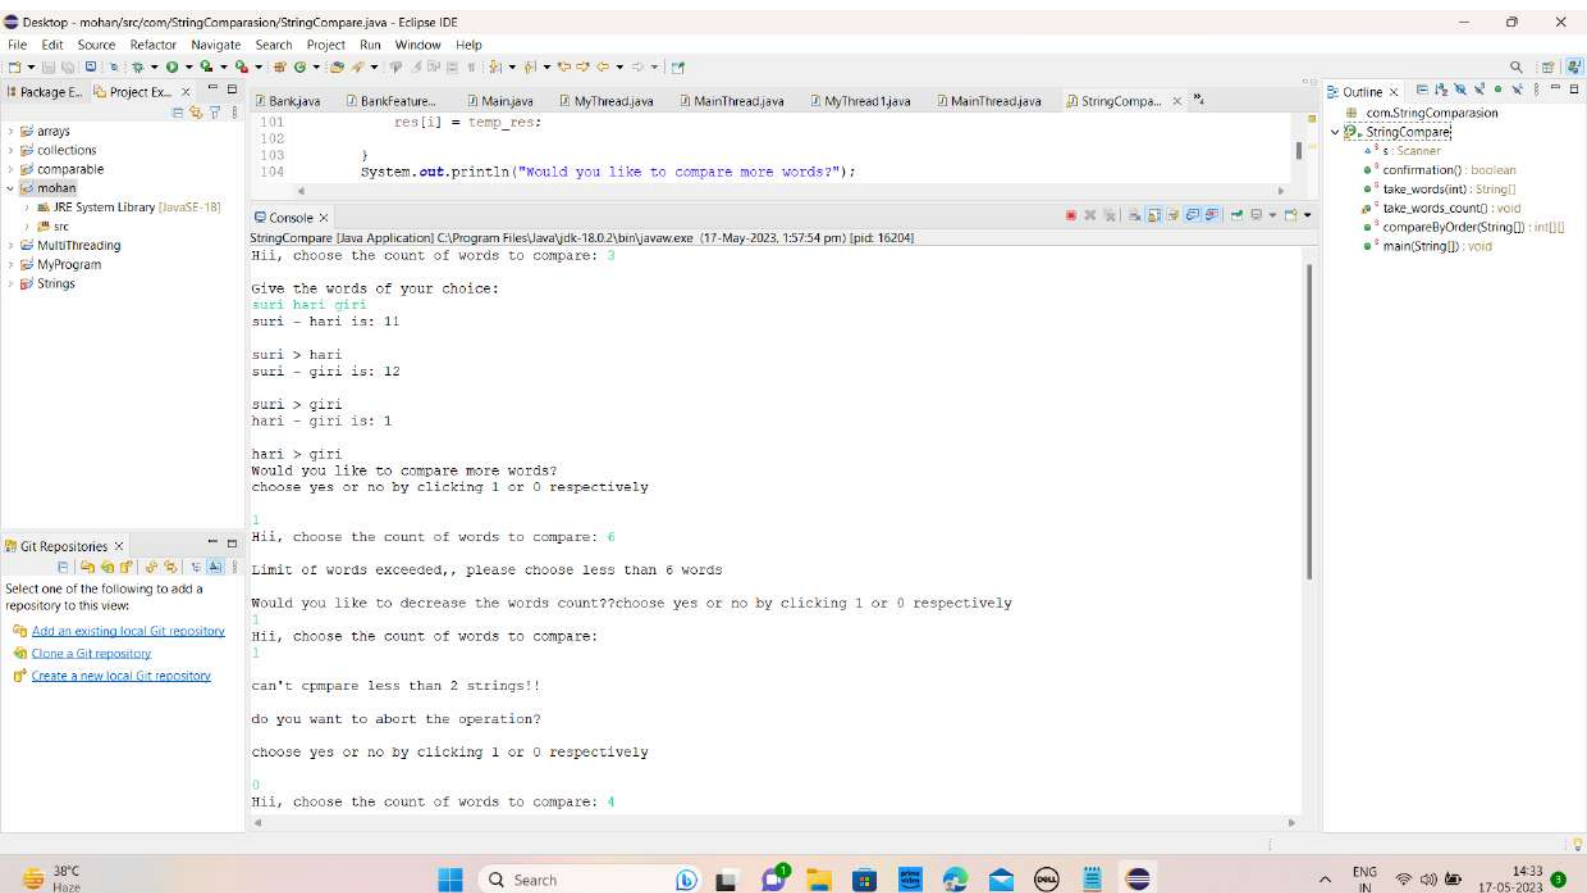 Desktop - mohan/src/com/StringComparasion/StringCompare.java - Eclipse IDE
File Edit Source Refactor Navigate Search Project Run Window Help
Package E... Project Ex...
arrays
collections
comparable
mohan
JRE System Library [JavaSE-18]
src
MultiThreading
MyProgram
Strings
Git Repositories
Select one of the following to add a
repository to this view:
Add an existing local Git repository
Clone a Git repository
Create a new local Git repository
Bank.java BankFeature... Main.java MyThread.java MainThread.java MyThread1.java MainThread.java StringCompa... 4
101 res[i] = temp_res;
102
103 }
104 System.out.println("Would you like to compare more words?");
Console
StringCompare [Java Application] C:\Program Files\Java\jdk-18.0.2\bin\javaw.exe (17-May-2023, 1:57:54 pm) [pid: 16204]
Hii, choose the count of words to compare: 3
Give the words of your choice:
suri hari giri
suri - hari is: 11
suri > hari
suri - giri is: 12
suri > giri
hari - giri is: 1
hari > giri
Would you like to compare more words?
choose yes or no by clicking 1 or 0 respectively
1
Hii, choose the count of words to compare: 6
Limit of words exceeded,, please choose less than 6 words
Would you like to decrease the words count??choose yes or no by clicking 1 or 0 respectively
1
Hii, choose the count of words to compare:
1
can't cpmpare less than 2 strings!!
do you want to abort the operation?
choose yes or no by clicking 1 or 0 respectively
0
Hii, choose the count of words to compare: 4
Outline
com.StringComparasion
StringCompare
s : Scanner
confirmation() : boolean
take_words(int) : String[]
take_words_count() : void
compareByOrder(String[]) : int[][]
main(String[]) : void
38°C
Haze
Search
prime video
DELL
1
ENG
IN
14:33
17-05-2023
3